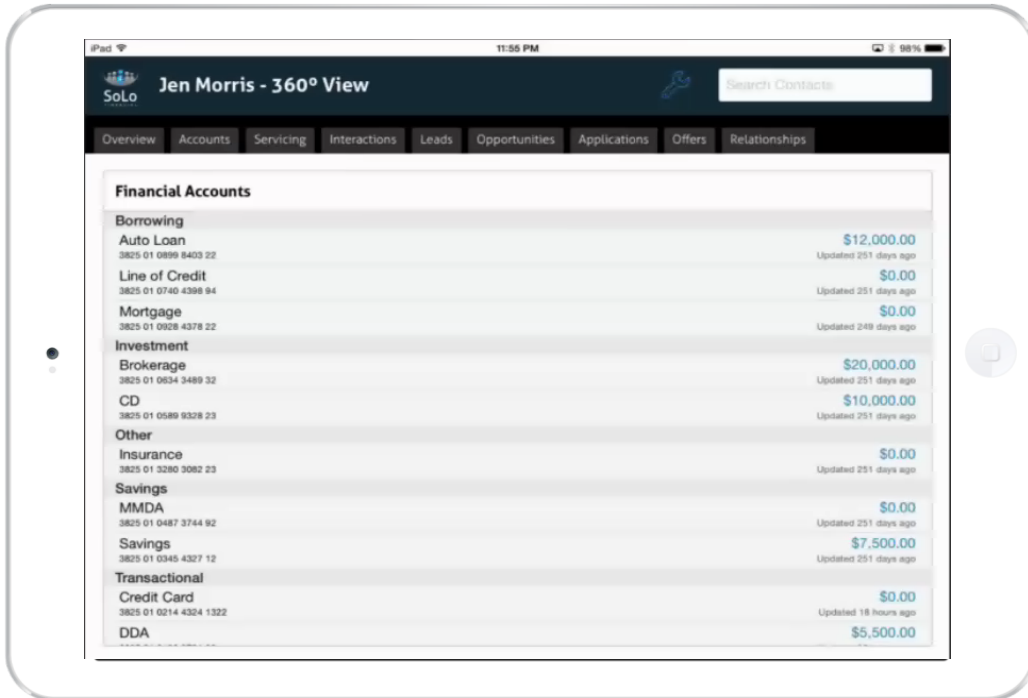 iPad
11:55 PM
98%
SoLo
Jen Morris - 360º View
Search Contacts
Overview Accounts Servicing Interactions Leads Opportunities Applications Offers Relationships
Financial Accounts
Borrowing
Auto Loan $12,000.00
3825 01 0899 8403 22 Updated 251 days ago
Line of Credit $0.00
3825 01 0740 4398 94 Updated 251 days ago
Mortgage $0.00
3825 01 0928 4378 22 Updated 249 days ago
Investment
Brokerage $20,000.00
3825 01 0634 3489 32 Updated 251 days ago
CD $10,000.00
3825 01 0589 9328 23 Updated 251 days ago
Other
Insurance $0.00
3825 01 3280 3082 23 Updated 251 days ago
Savings
MMDA $0.00
3825 01 0487 3744 92 Updated 251 days ago
Savings $7,500.00
3825 01 0345 4327 12 Updated 251 days ago
Transactional
Credit Card $0.00
3825 01 0214 4324 1322 Updated 18 hours ago
DDA $5,500.00